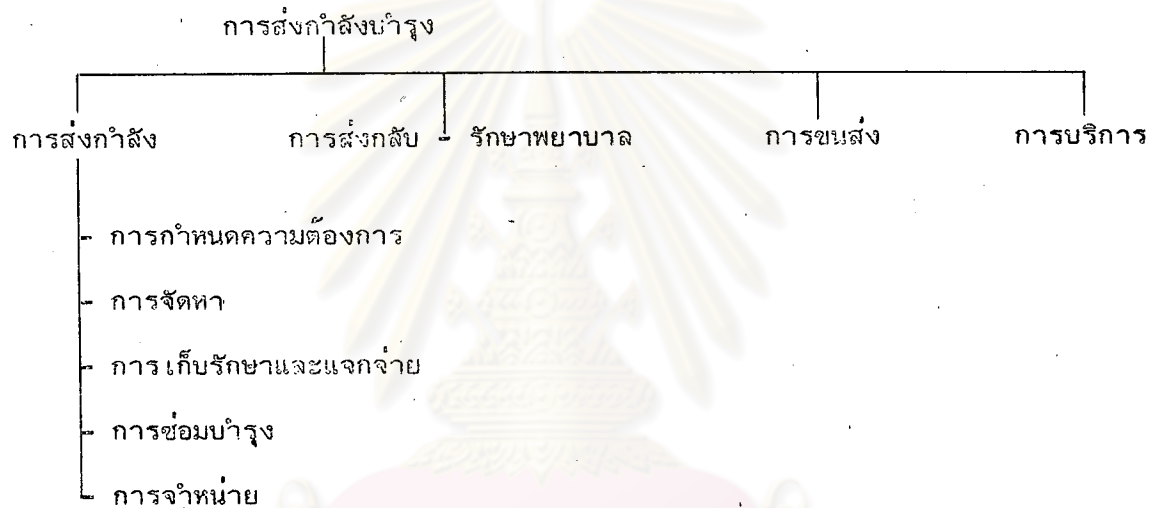 การส่งกำลังบำรุง
การส่งกำลัง การส่งกลับ - รักษาพยาบาล การขนส่ง การบริการ
- การกำหนดความต้องการ
- การจัดหา
- การเก็บรักษาและแจกจ่าย
- การซ่อมบำรุง
- การจำหน่าย